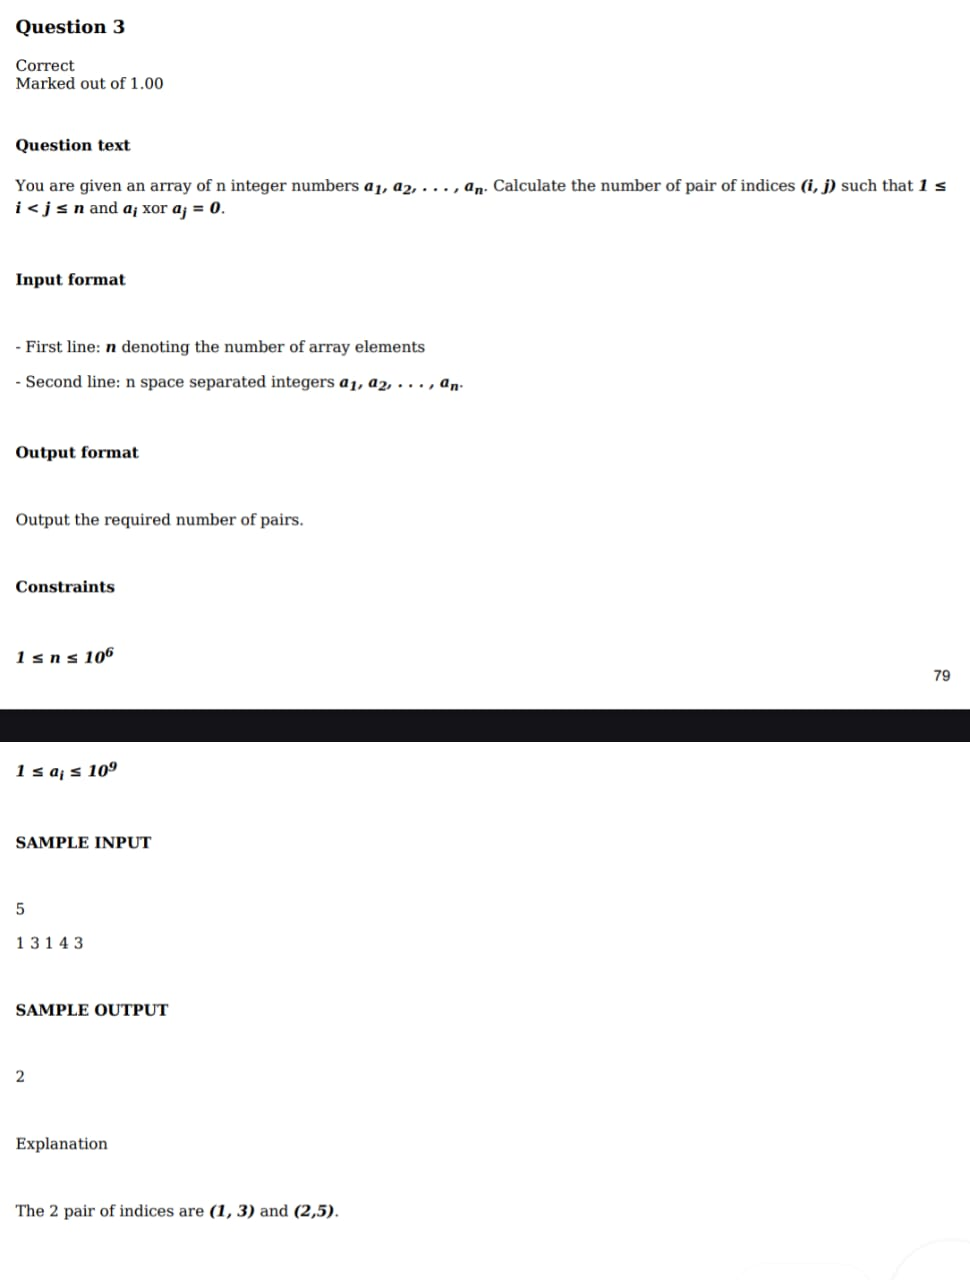 Question 3
Correct
Marked out of 1.00
Question text
You are given an array of n integer numbers a₁, a₂, . . . , aₙ. Calculate the number of pair of indices (i, j) such that 1 ≤
i < j ≤ n and aᵢ xor aⱼ = 0.
Input format
- First line: n denoting the number of array elements
- Second line: n space separated integers a₁, a₂, . . . , aₙ.
Output format
Output the required number of pairs.
Constraints
1 ≤ n ≤ 10⁶
79
1 ≤ aᵢ ≤ 10⁹
SAMPLE INPUT
5
1 3 1 4 3
SAMPLE OUTPUT
2
Explanation
The 2 pair of indices are (1, 3) and (2,5).